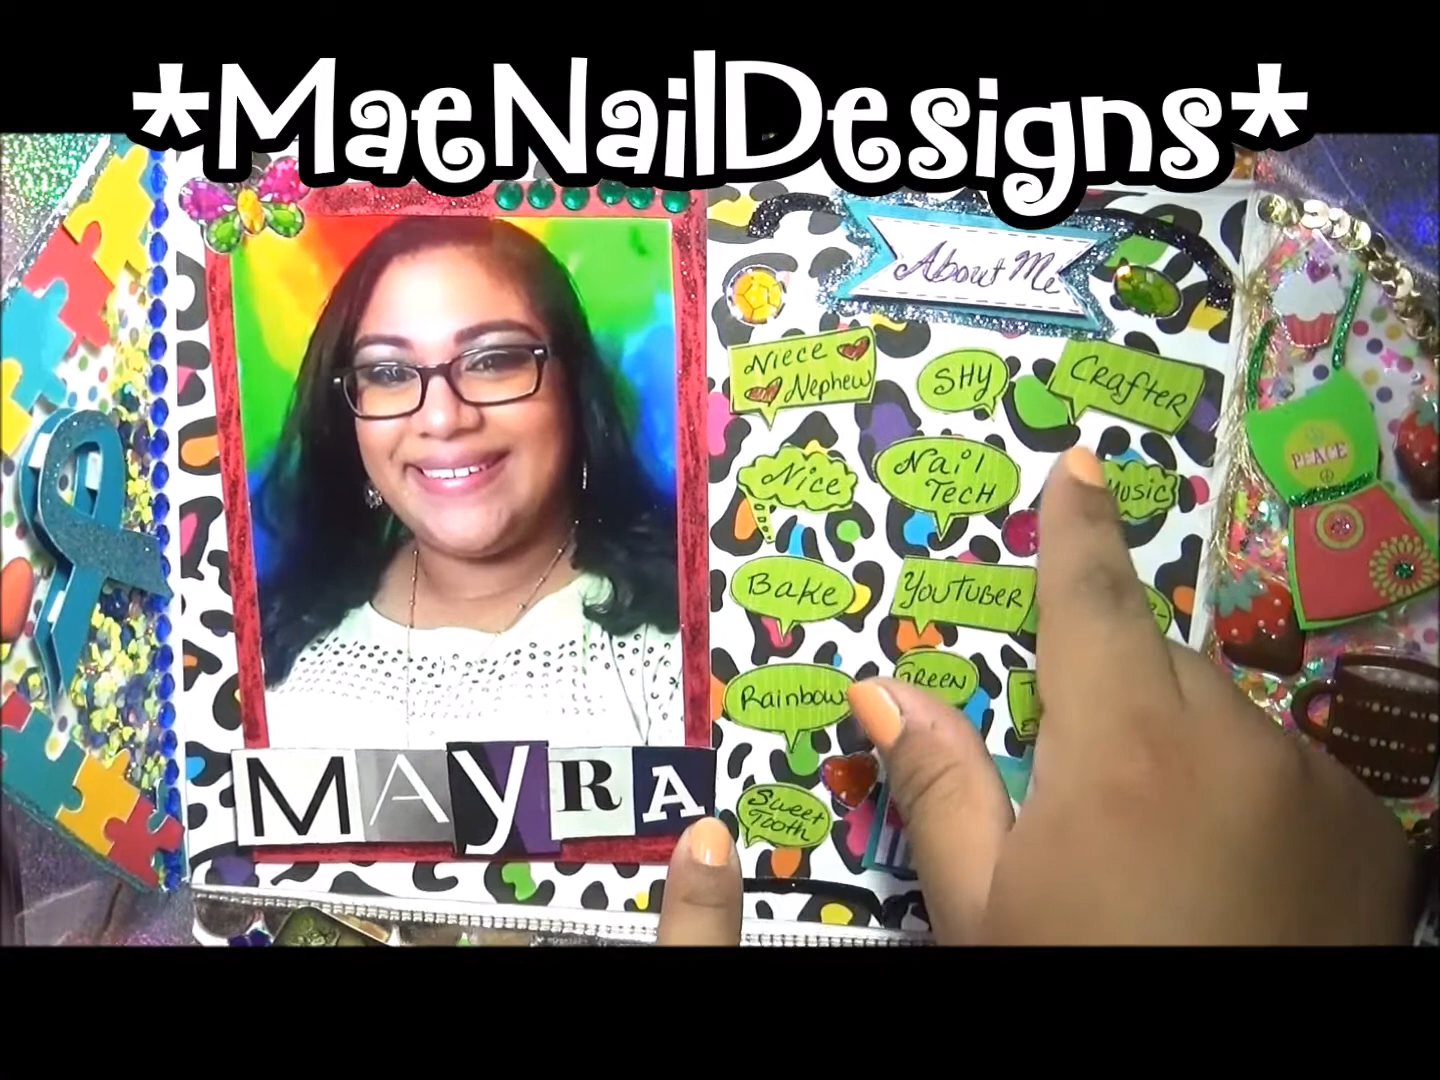 *MaeNailDesigns*
About Me
Niece
Nephew
SHY
Crafter
Nice
Nail
Tech
Music
Bake
YouTuber
Rainbow
Green
Sweet
Tooth
MAYRA
PEACE